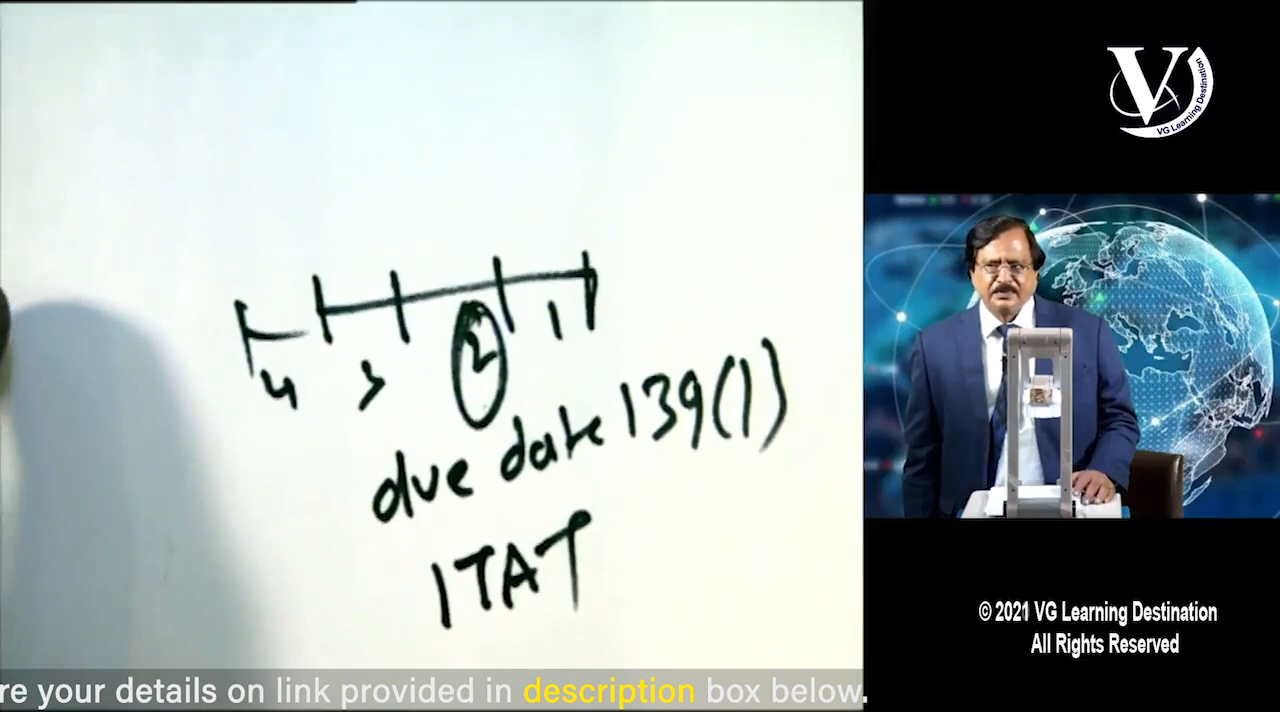 4 3 2 1
due date 139(1)
ITAT
V
VG Learning Destination
© 2021 VG Learning Destination
All Rights Reserved
re your details on link provided in description box below.